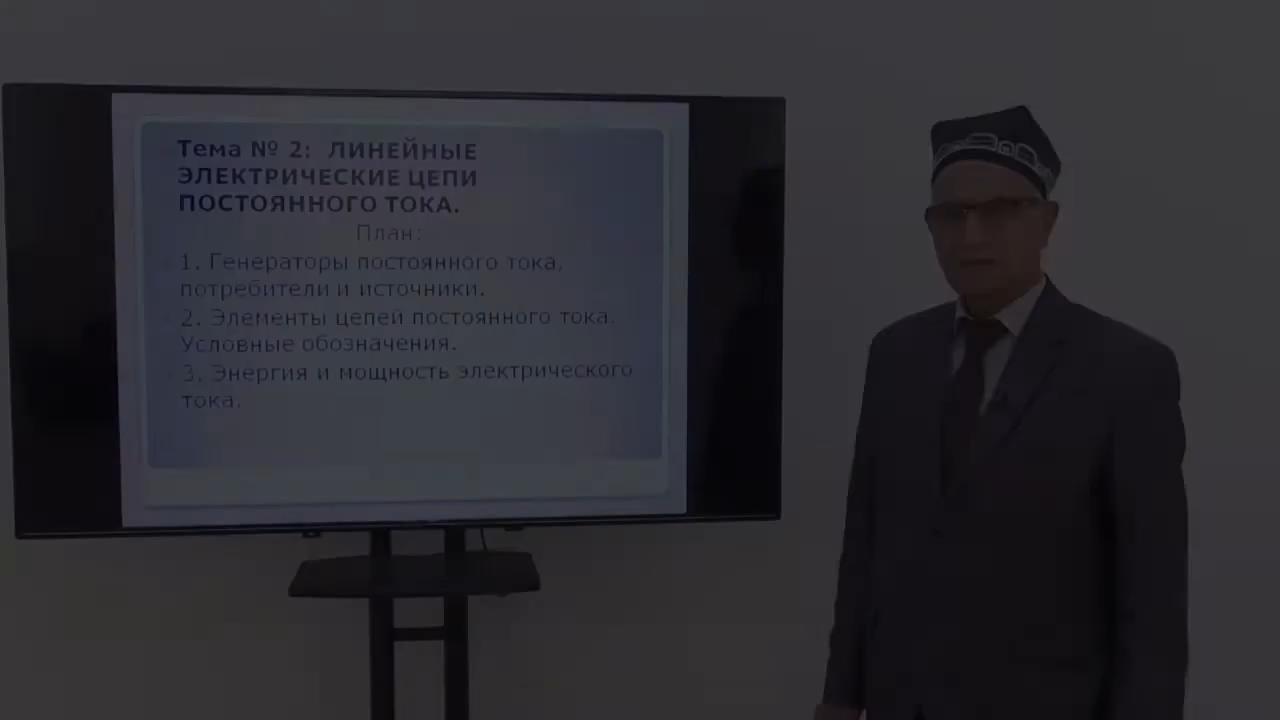 Тема № 2: ЛИНЕЙНЫЕ
ЭЛЕКТРИЧЕСКИЕ ЦЕПИ
ПОСТОЯННОГО ТОКА.
План:
1. Генераторы постоянного тока,
потребители и источники.
2. Элементы цепей постоянного тока.
Условные обозначения.
3. Энергия и мощность электрического
тока.